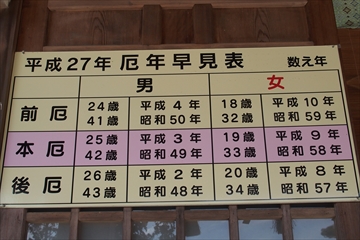 平成27年 厄年早見表 数え年
男 女
前厄 24歳 平成 4年 18歳 平成10年
41歳 昭和50年 32歳 昭和59年
本厄 25歳 平成 3年 19歳 平成 9年
42歳 昭和49年 33歳 昭和58年
後厄 26歳 平成 2年 20歳 平成 8年
43歳 昭和48年 34歳 昭和57年